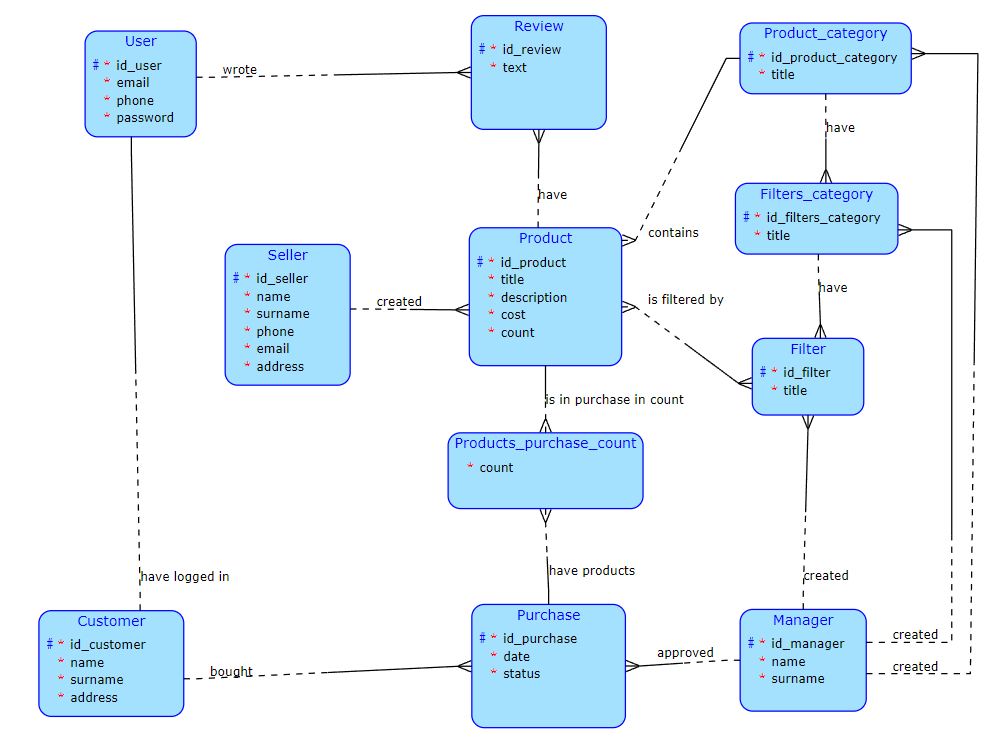 User
# * id_user
* email
* phone
* password
wrote
Review
# * id_review
* text
Product_category
# * id_product_category
* title
have
have
contains
Filters_category
# * id_filters_category
* title
have
Seller
# * id_seller
* name
* surname
* phone
* email
* address
created
Product
# * id_product
* title
* description
* cost
* count
is filtered by
Filter
# * id_filter
* title
is in purchase in count
Products_purchase_count
* count
have products
have logged in
created
Customer
# * id_customer
* name
* surname
* address
bought
Purchase
# * id_purchase
* date
* status
approved
Manager
# * id_manager
* name
* surname
created
created